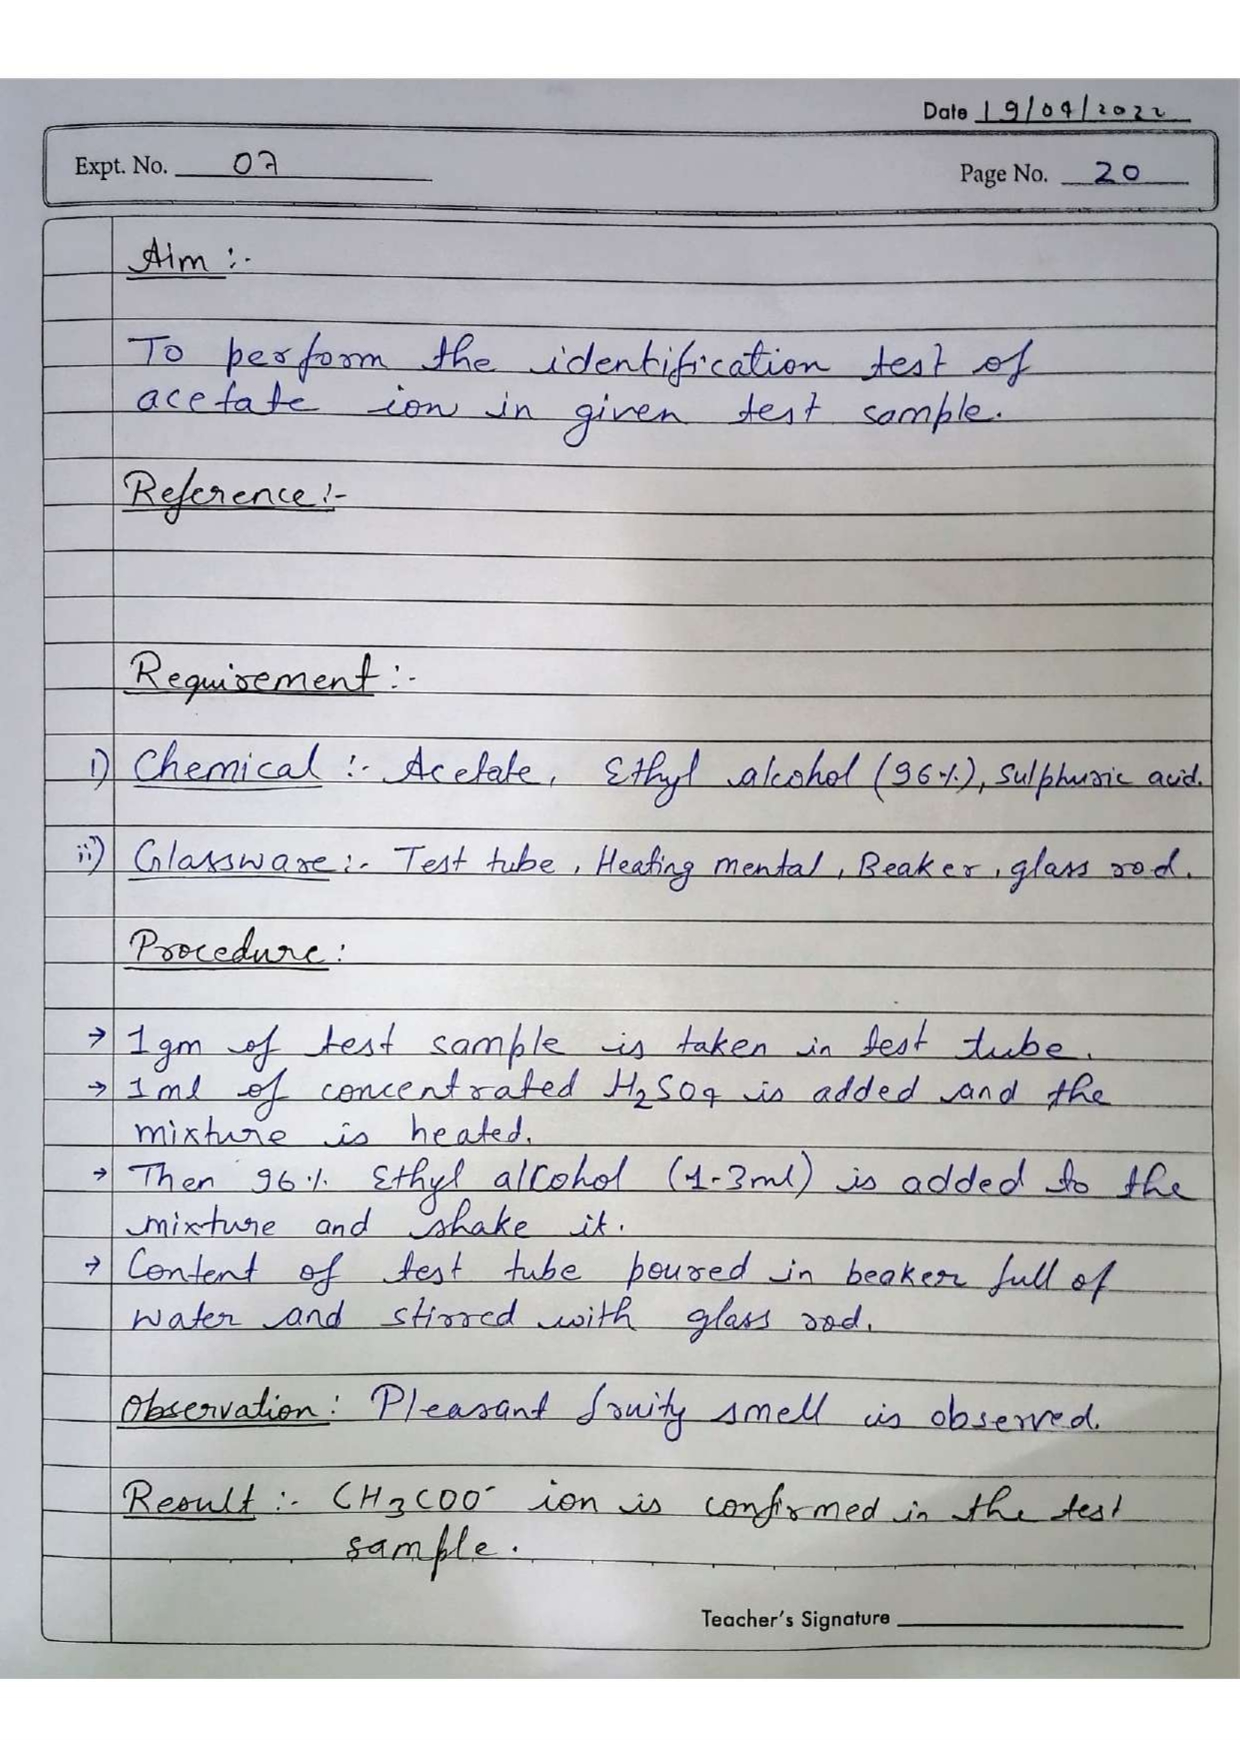 Date 19/04/2022
Expt. No. 07
Page No. 20
Aim :-
To perform the identification test of
acetate ion in given test sample.
Reference :-
Requirement :-
i) Chemical :- Acetate, Ethyl alcohol (96%), Sulphuric acid.
ii) Glassware :- Test tube, Heating mental, Beaker, glass rod.
Procedure :
→ 1gm of test sample is taken in test tube.
→ 1ml of concentrated H2SO4 is added and the
mixture is heated.
→ Then 96% Ethyl alcohol (1-3ml) is added to the
mixture and shake it.
→ Content of test tube poured in beaker full of
water and stirred with glass rod.
Observation : Pleasant fruity smell is observed.
Result :- CH3COO⁻ ion is confirmed in the test
sample.
Teacher's Signature